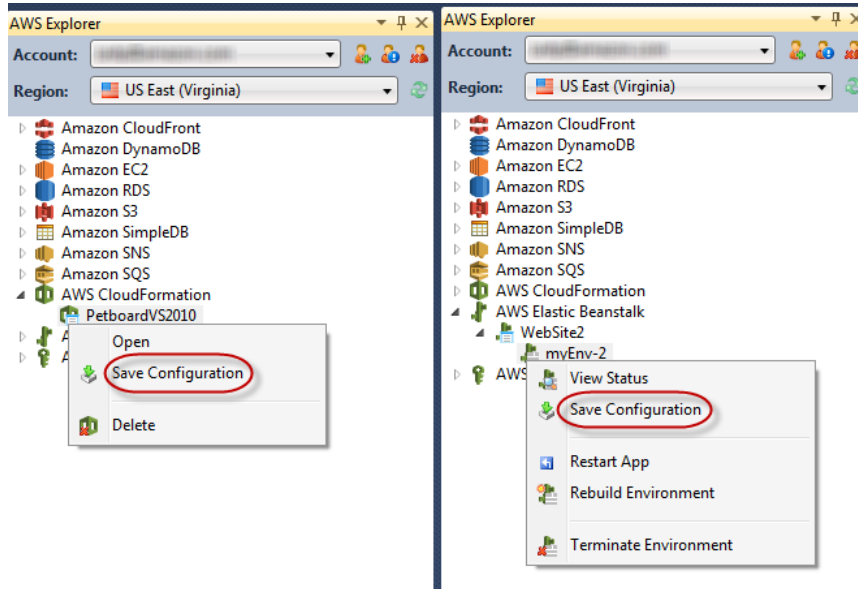 AWS Explorer
Account:
Region: US East (Virginia)
Amazon CloudFront
Amazon DynamoDB
Amazon EC2
Amazon RDS
Amazon S3
Amazon SimpleDB
Amazon SNS
Amazon SQS
AWS CloudFormation
PetboardVS2010
A
A
Open
Save Configuration
Delete
AWS Explorer
Account:
Region: US East (Virginia)
Amazon CloudFront
Amazon DynamoDB
Amazon EC2
Amazon RDS
Amazon S3
Amazon SimpleDB
Amazon SNS
Amazon SQS
AWS CloudFormation
AWS Elastic Beanstalk
WebSite2
myEnv-2
AWS
View Status
Save Configuration
Restart App
Rebuild Environment
Terminate Environment